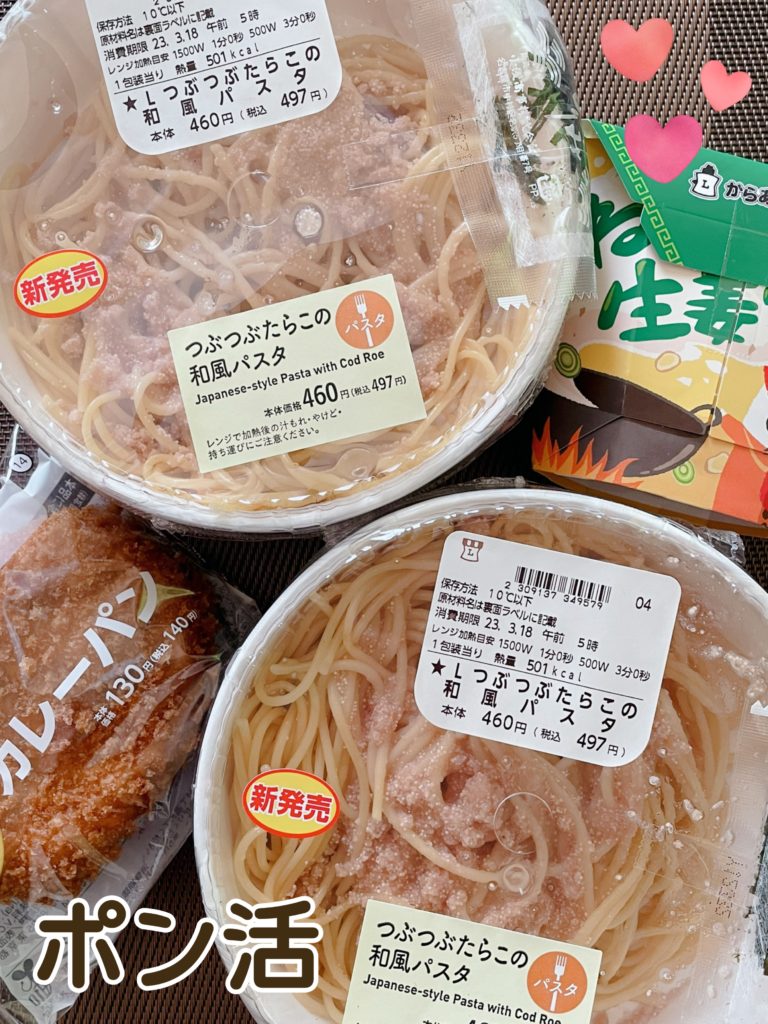 保存方法 10℃以下
原材料名は裏面ラベルに記載
消費期限 23.3.18 午前 5時
レンジ加熱目安 1500W 1分0秒 500W 3分0秒
1包装当り 熱量 501kcal
★Lつぶつぶたらこの
和風パスタ
本体 460円(税込 497円)
新発売
つぶつぶたらこの
和風パスタ
パスタ
Japanese-style Pasta with Cod Roe
本体価格460円(税込497円)
レンジで加熱後の汁もれ・やけど・
持ち運びにご注意ください。
L
からあ
ね
生姜
14
カレーパン
本体価格 130円(税込140円)
L
2 309137 349579
04
保存方法 10℃以下
原材料名は裏面ラベルに記載
消費期限 23.3.18 午前 5時
レンジ加熱目安 1500W 1分0秒 500W 3分0秒
1包装当り 熱量 501kcal
★Lつぶつぶたらこの
和風パスタ
本体 460円(税込 497円)
新発売
つぶつぶたらこの
和風パスタ
パスタ
Japanese-style Pasta with Cod Roe
ポン活